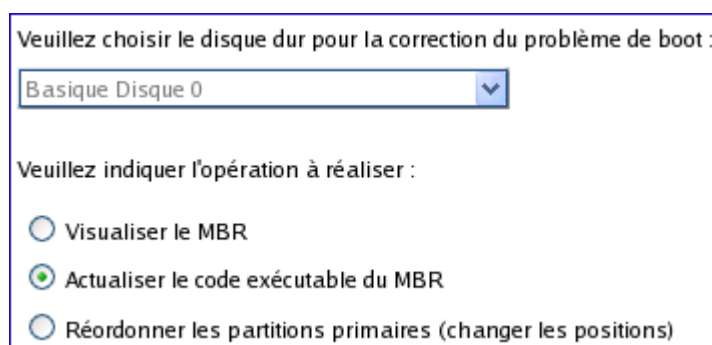 Veuillez choisir le disque dur pour la correction du problème de boot :
Basique Disque 0
Veuillez indiquer l'opération à réaliser :
Visualiser le MBR
Actualiser le code exécutable du MBR
Réordonner les partitions primaires (changer les positions)